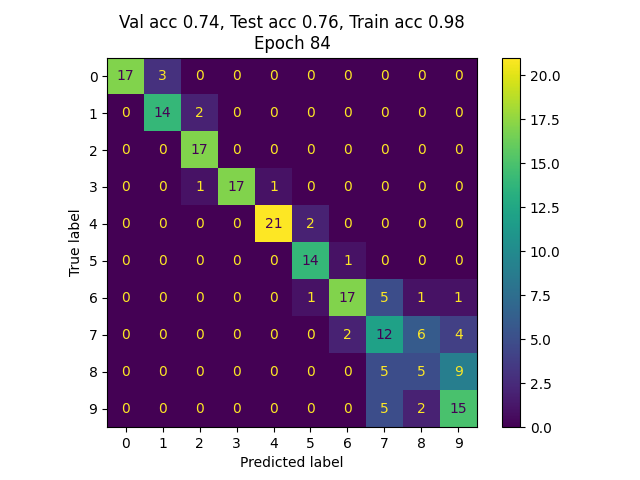 Val acc 0.74, Test acc 0.76, Train acc 0.98
Epoch 84
0 17 3 0 0 0 0 0 0 0 0
1 0 14 2 0 0 0 0 0 0 0
2 0 0 17 0 0 0 0 0 0 0
3 0 0 1 17 1 0 0 0 0 0
4 0 0 0 0 21 2 0 0 0 0
5 0 0 0 0 0 14 1 0 0 0
6 0 0 0 0 0 1 17 5 1 1
7 0 0 0 0 0 0 2 12 6 4
8 0 0 0 0 0 0 0 5 5 9
9 0 0 0 0 0 0 0 5 2 15
0 1 2 3 4 5 6 7 8 9
Predicted label
True label
20.0
17.5
15.0
12.5
10.0
7.5
5.0
2.5
0.0